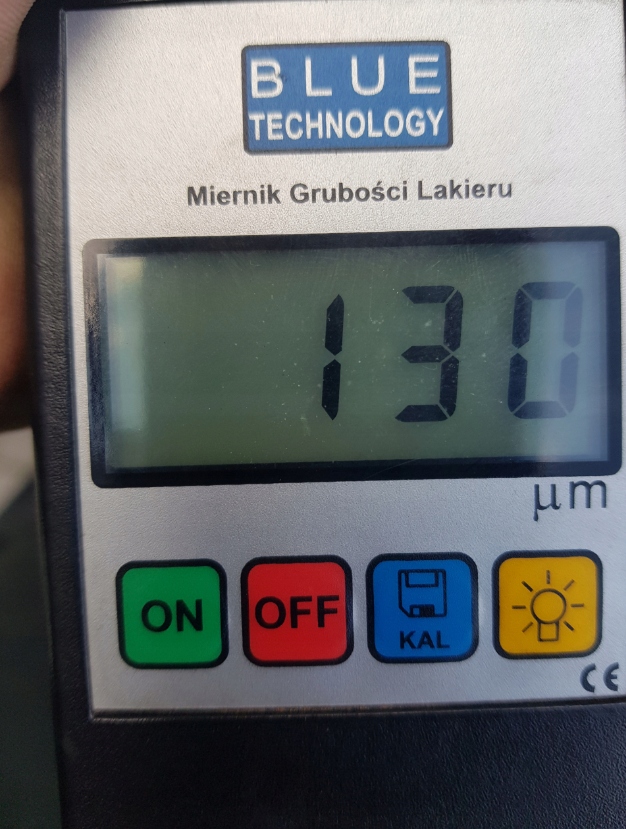 BLUE
TECHNOLOGY
Miernik Grubości Lakieru
130
µm
ON OFF KAL
CE